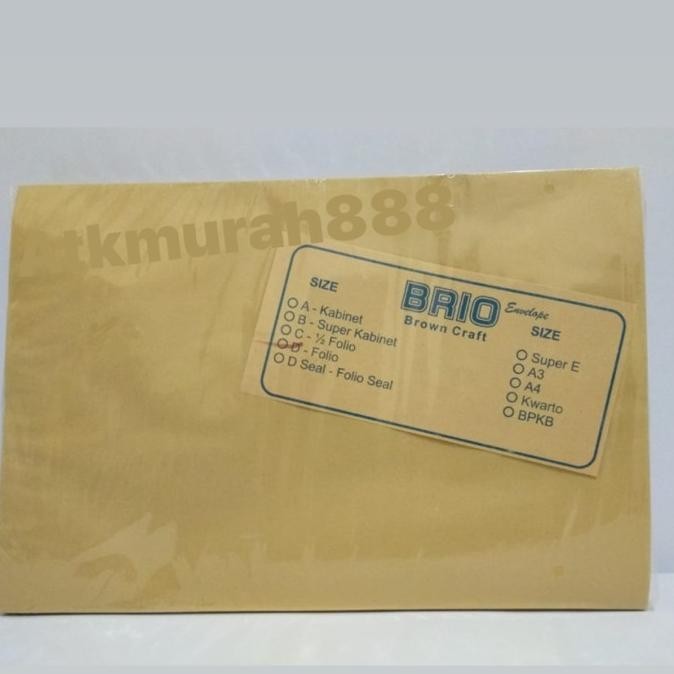 tkmurah888
BRIO Envelope
Brown Craft
SIZE
A - Kabinet
B - Super Kabinet
C - ½ Folio
D - Folio
D Seal - Folio Seal
SIZE
Super E
A3
A4
Kwarto
BPKB